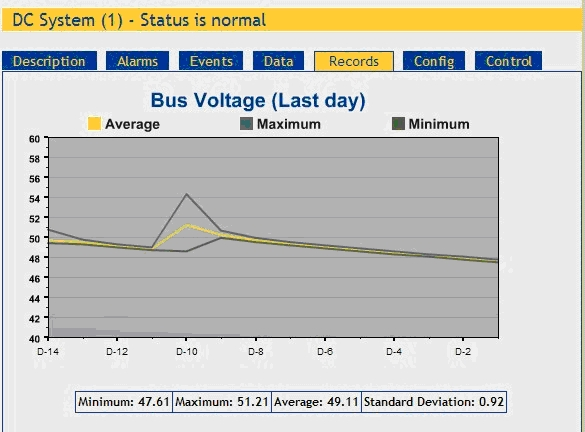 DC System (1) - Status is normal
Description Alarms Events Data Records Config Control
Bus Voltage (Last day)
Average Maximum Minimum
60
58
56
54
52
50
48
46
44
42
40
D-14 D-12 D-10 D-8 D-6 D-4 D-2
Minimum: 47.61 Maximum: 51.21 Average: 49.11 Standard Deviation: 0.92